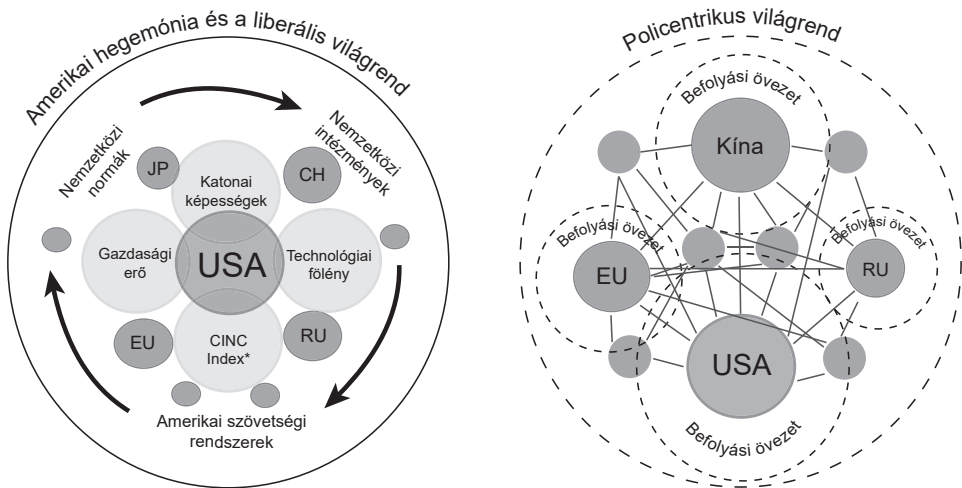 Amerikai hegemónia és a liberális világrend
Nemzetközi
normák
Nemzetközi
intézmények
JP
CH
Katonai
képességek
Gazdasági
erő
USA
Technológiai
fölény
EU
CINC
Index*
RU
Amerikai szövetségi
rendszerek
Policentrikus világrend
Befolyási övezet
Kína
Befolyási övezet
EU
Befolyási övezet
RU
USA
Befolyási övezet